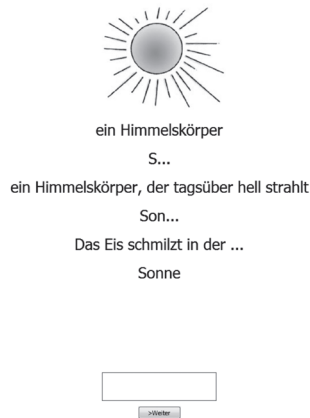 ein Himmelskörper
S...
ein Himmelskörper, der tagsüber hell strahlt
Son...
Das Eis schmilzt in der ...
Sonne
>Weiter